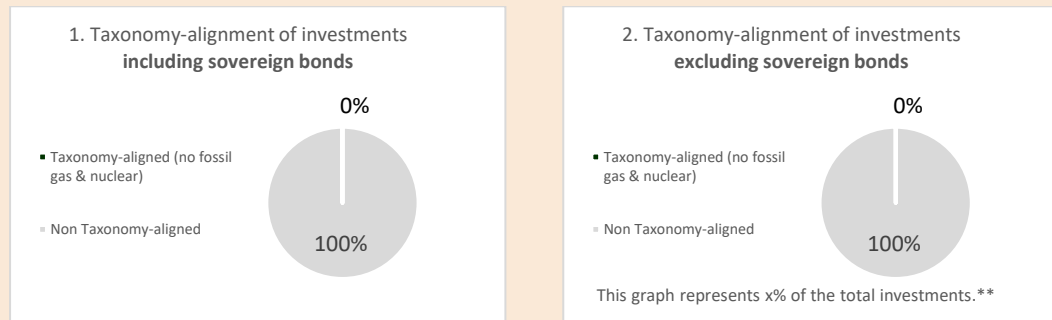 1. Taxonomy-alignment of investments
including sovereign bonds
0%
Taxonomy-aligned (no fossil
gas & nuclear)
Non Taxonomy-aligned
100%
2. Taxonomy-alignment of investments
excluding sovereign bonds
0%
Taxonomy-aligned (no fossil
gas & nuclear)
Non Taxonomy-aligned
100%
This graph represents x% of the total investments.**